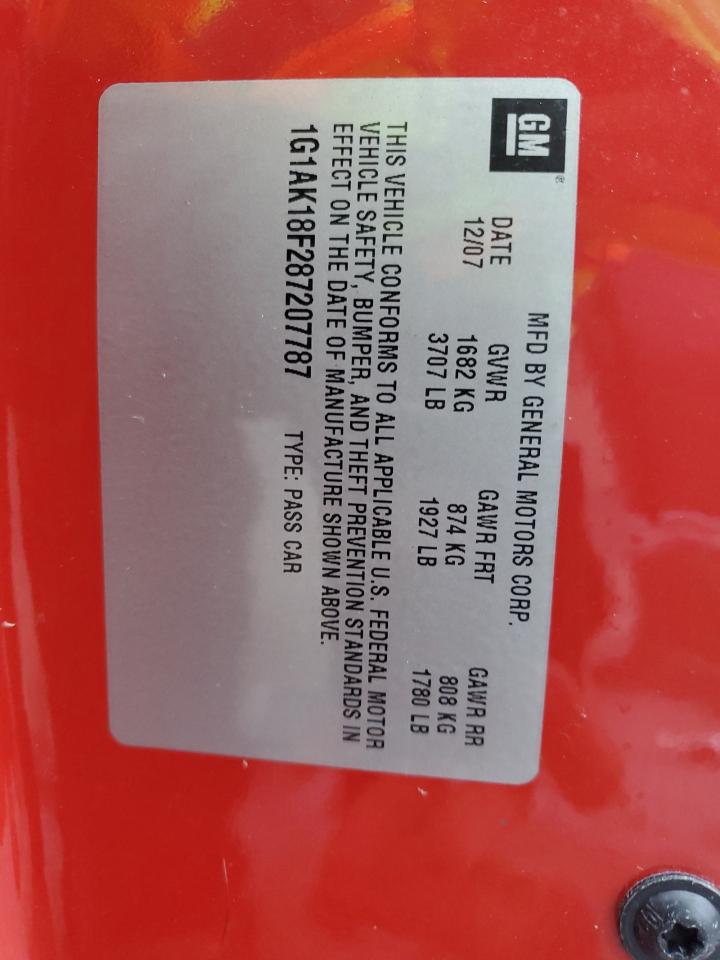 GM®
MFD BY GENERAL MOTORS CORP.
DATE GVWR GAWR FRT GAWR RR
12/07 1682 KG 874 KG 808 KG
3707 LB 1927 LB 1780 LB
THIS VEHICLE CONFORMS TO ALL APPLICABLE U.S. FEDERAL MOTOR
VEHICLE SAFETY, BUMPER, AND THEFT PREVENTION STANDARDS IN
EFFECT ON THE DATE OF MANUFACTURE SHOWN ABOVE.
1G1AK18F287207787 TYPE: PASS CAR